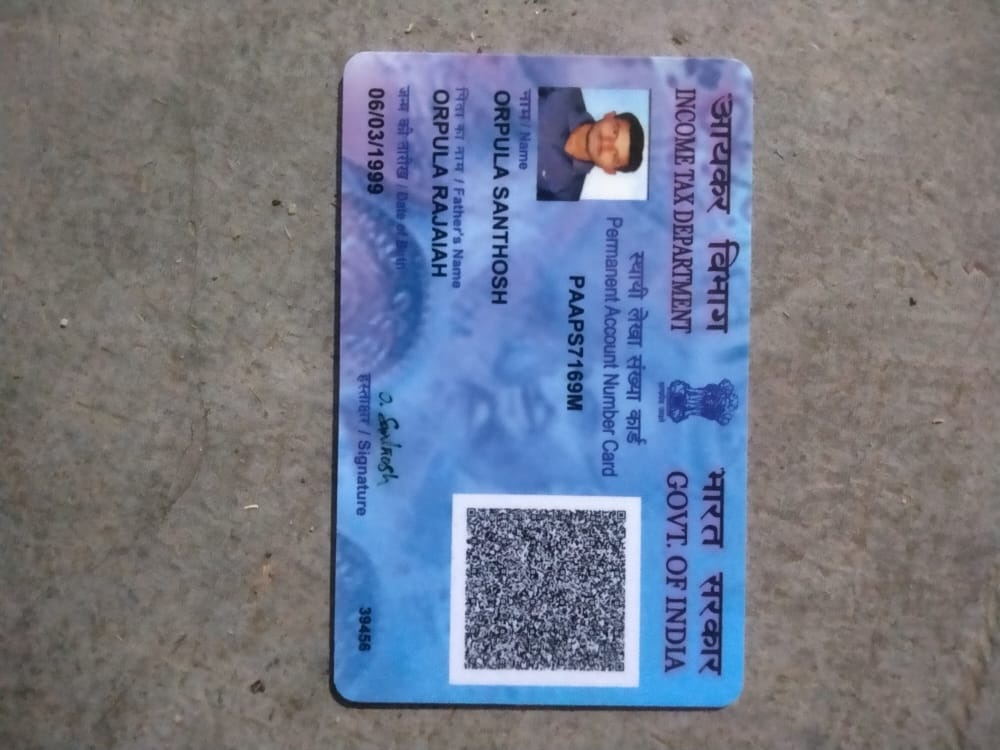 आयकर विभाग
INCOME TAX DEPARTMENT
भारत सरकार
GOVT. OF INDIA
सत्यमेव जयते
स्थायी लेखा संख्या कार्ड
Permanent Account Number Card
PAAPS7169M
नाम / Name
ORPULA SANTHOSH
पिता का नाम / Father's Name
ORPULA RAJAIAH
जन्म की तारीख / Date of Birth
06/03/1999
O. Santhosh
हस्ताक्षर / Signature
39456